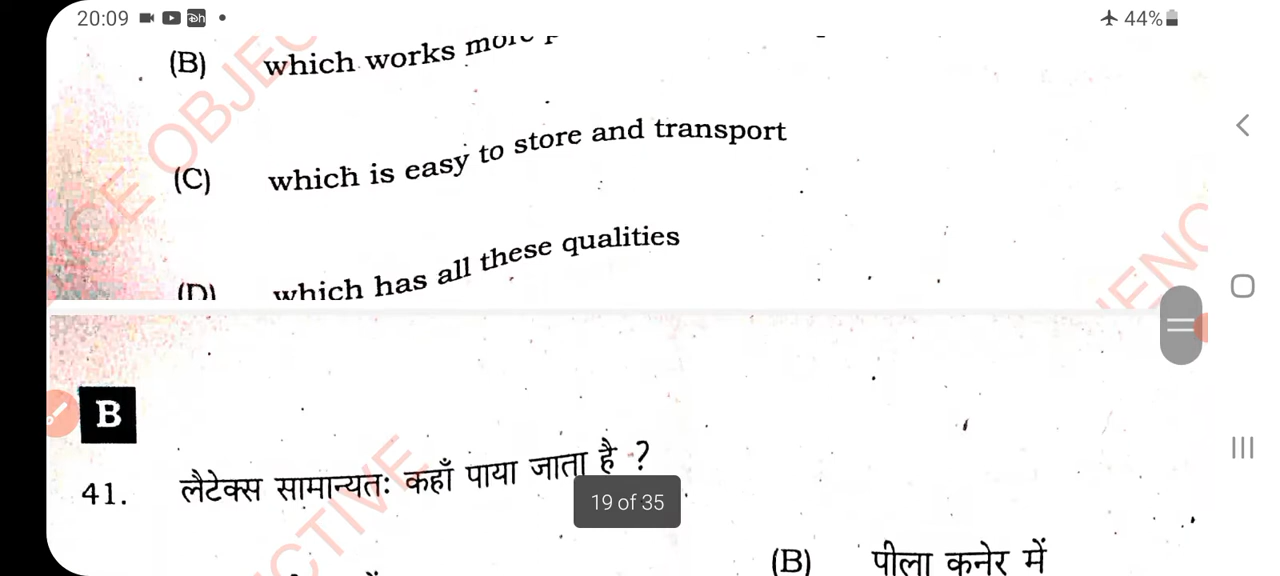 20:09 44%
(B) which works more
(C) which is easy to store and transport
(D) which has all these qualities
B
41. लैटेक्स सामान्यतः कहाँ पाया जाता है ?
19 of 35
(B) पीला कनेर में